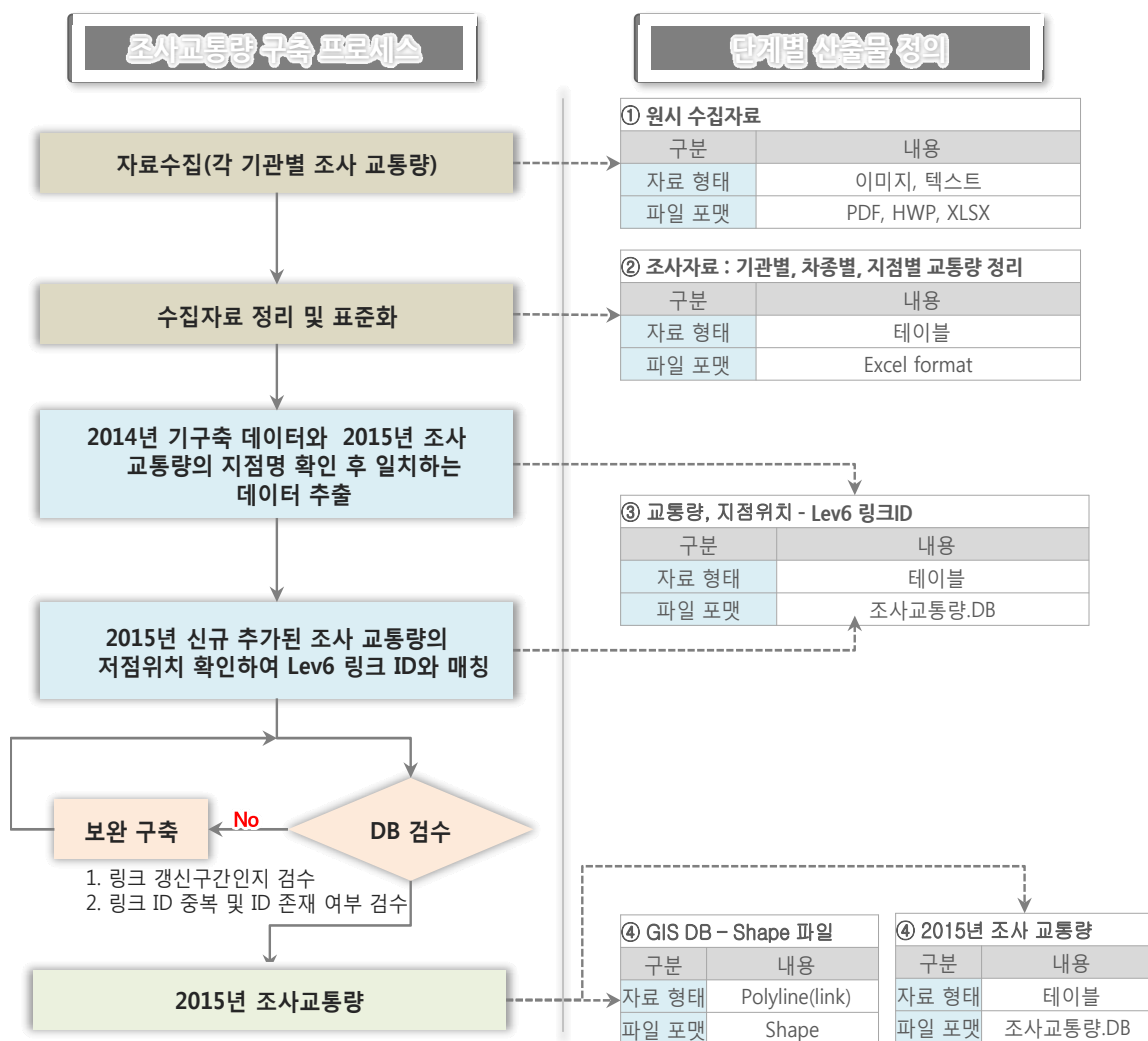 조사교통량 구축 프로세스
단계별 산출물 정의
자료수집(각 기관별 조사 교통량)
① 원시 수집자료
구분 내용
자료 형태 이미지, 텍스트
파일 포맷 PDF, HWP, XLSX
수집자료 정리 및 표준화
② 조사자료 : 기관별, 차종별, 지점별 교통량 정리
구분 내용
자료 형태 테이블
파일 포맷 Excel format
2014년 기구축 데이터와 2015년 조사
교통량의 지점명 확인 후 일치하는
데이터 추출
③ 교통량, 지점위치 - Lev6 링크ID
구분 내용
자료 형태 테이블
파일 포맷 조사교통량.DB
2015년 신규 추가된 조사 교통량의
저점위치 확인하여 Lev6 링크 ID와 매칭
보완 구축
No
DB 검수
1. 링크 갱신구간인지 검수
2. 링크 ID 중복 및 ID 존재 여부 검수
2015년 조사교통량
④ GIS DB – Shape 파일
구분 내용
자료 형태 Polyline(link)
파일 포맷 Shape
④ 2015년 조사 교통량
구분 내용
자료 형태 테이블
파일 포맷 조사교통량.DB